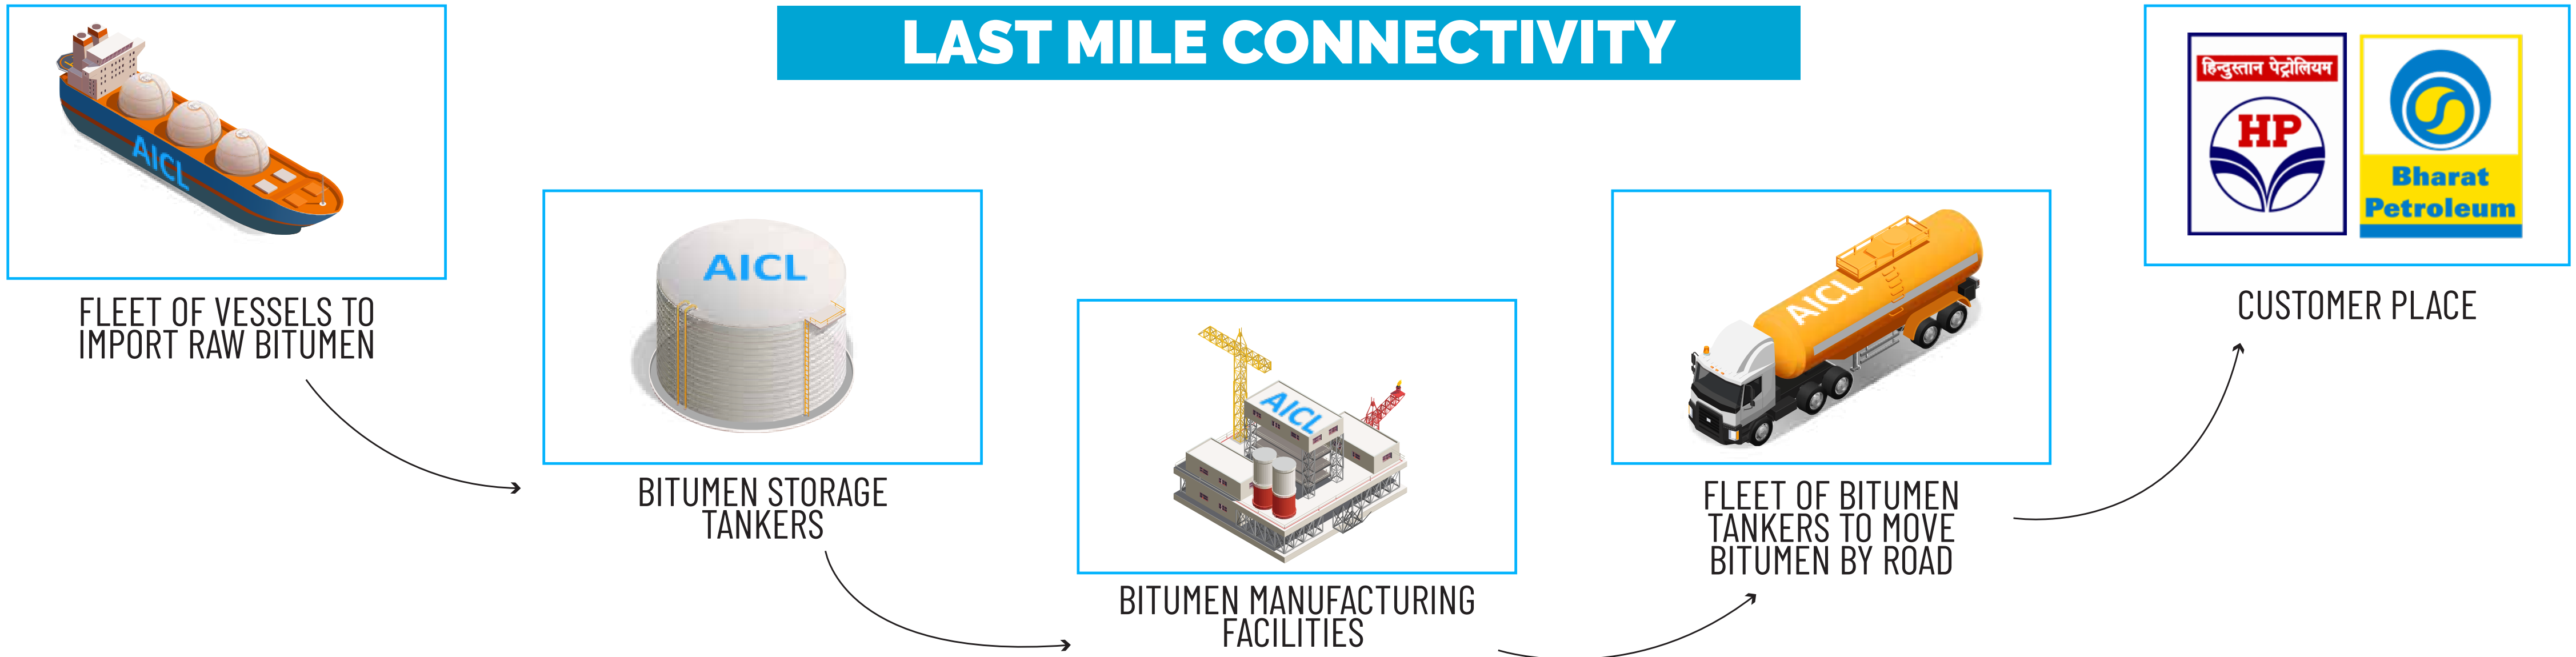 LAST MILE CONNECTIVITY
AICL
FLEET OF VESSELS TO
IMPORT RAW BITUMEN
AICL
BITUMEN STORAGE
TANKERS
AICL
BITUMEN MANUFACTURING
FACILITIES
AICL
FLEET OF BITUMEN
TANKERS TO MOVE
BITUMEN BY ROAD
हिन्दुस्तान पेट्रोलियम
HP
Bharat
Petroleum
CUSTOMER PLACE